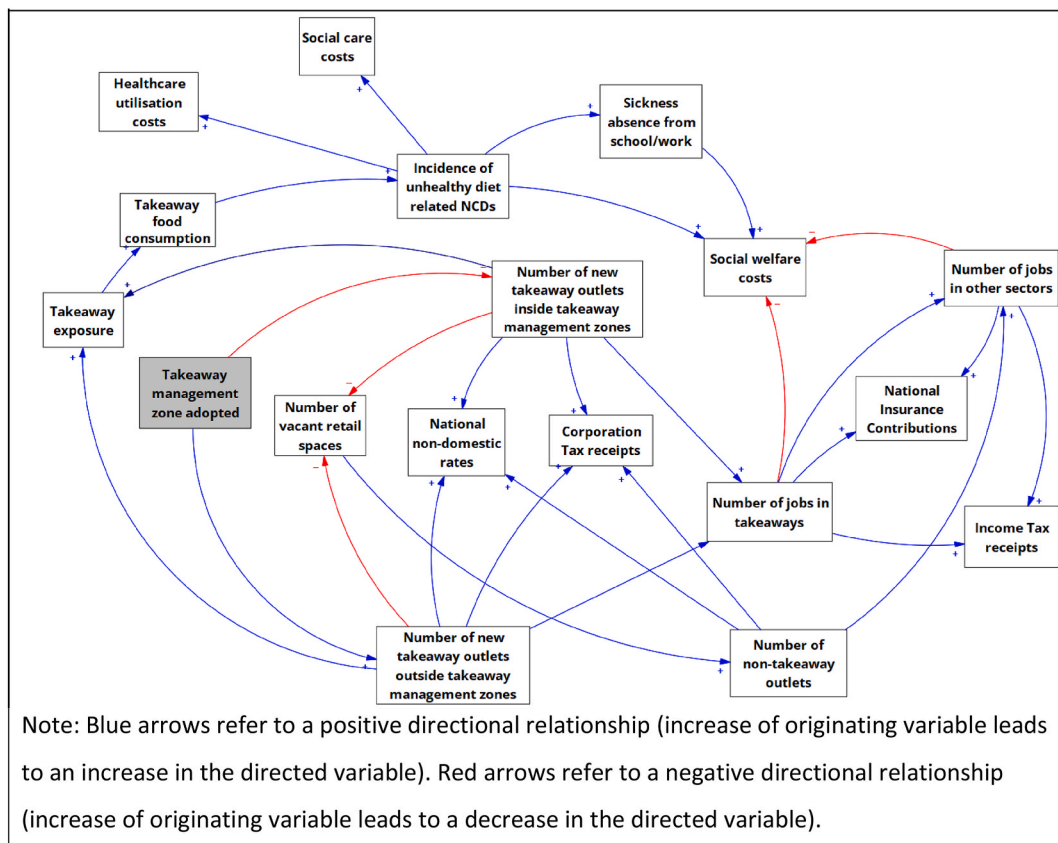 Social care
costs
Healthcare
utilisation
costs
Sickness
absence from
school/work
Incidence of
unhealthy diet
related NCDs
Takeaway
food
consumption
Social welfare
costs
Number of jobs
in other sectors
Number of new
takeaway outlets
inside takeaway
management zones
Takeaway
exposure
Takeaway
management
zone adopted
Number of
vacant retail
spaces
National
non-domestic
rates
Corporation
Tax receipts
National
Insurance
Contributions
Number of jobs in
takeaways
Income Tax
receipts
Number of new
takeaway outlets
outside takeaway
management zones
Number of
non-takeaway
outlets
Note: Blue arrows refer to a positive directional relationship (increase of originating variable leads
to an increase in the directed variable). Red arrows refer to a negative directional relationship
(increase of originating variable leads to a decrease in the directed variable).